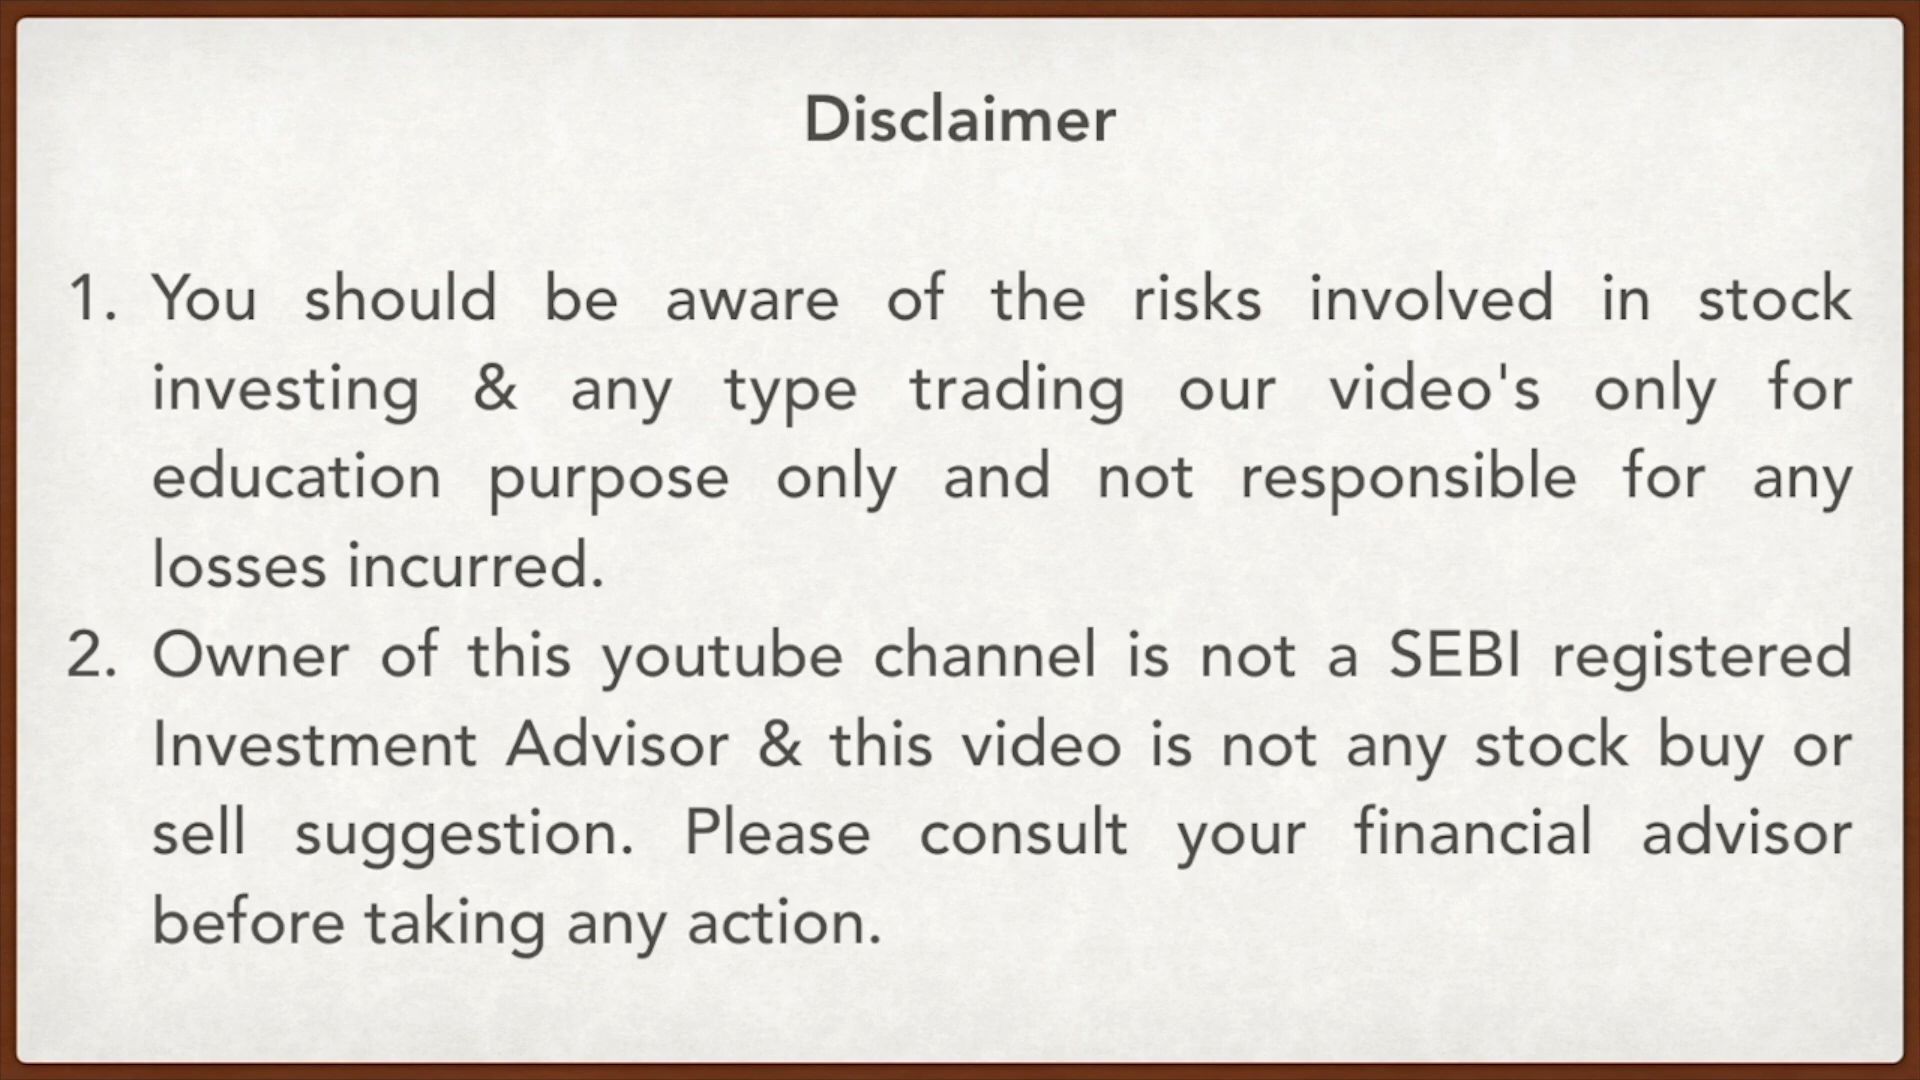 Disclaimer
1. You should be aware of the risks involved in stock
investing & any type trading our video's only for
education purpose only and not responsible for any
losses incurred.
2. Owner of this youtube channel is not a SEBI registered
Investment Advisor & this video is not any stock buy or
sell suggestion. Please consult your financial advisor
before taking any action.